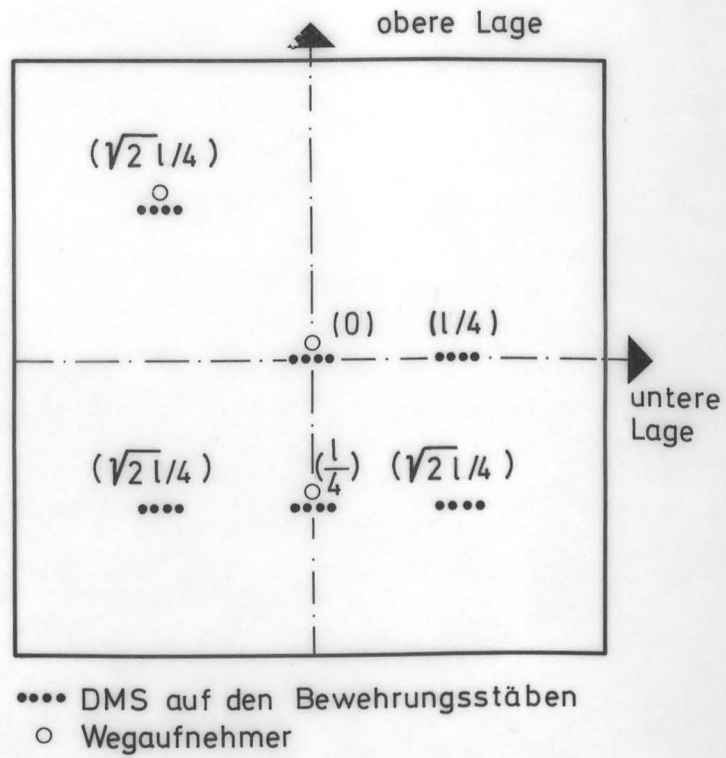 obere Lage
(√2 l/4)
(0)
(l/4)
untere
Lage
(√2 l/4)
(l/4)
(√2 l/4)
•••• DMS auf den Bewehrungsstäben
○ Wegaufnehmer